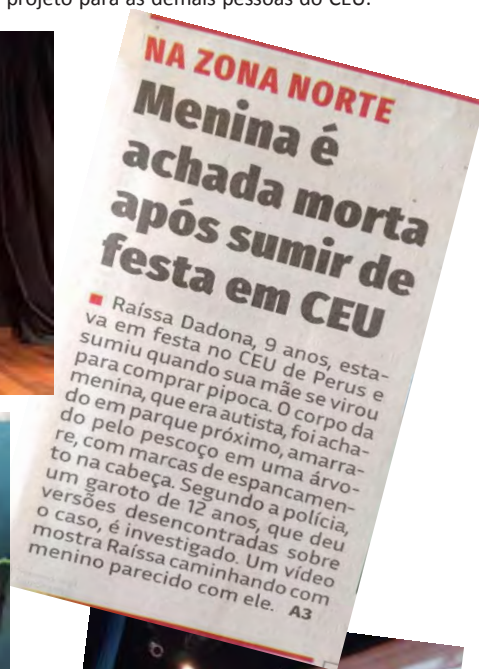 projeto para as demais pessoas do CEU.
NA ZONA NORTE
Menina é
achada morta
após sumir de
festa em CEU
Raíssa Dadona, 9 anos, esta-
va em festa no CEU de Perus e
sumiu quando sua mãe se virou
para comprar pipoca. O corpo da
menina, que era autista, foi acha-
do em parque próximo, amarra-
do pelo pescoço em uma árvo-
re, com marcas de espancamen-
to na cabeça. Segundo a polícia,
um garoto de 12 anos, que deu
versões desencontradas sobre
o caso, é investigado. Um vídeo
mostra Raíssa caminhando com
menino parecido com ele. A3